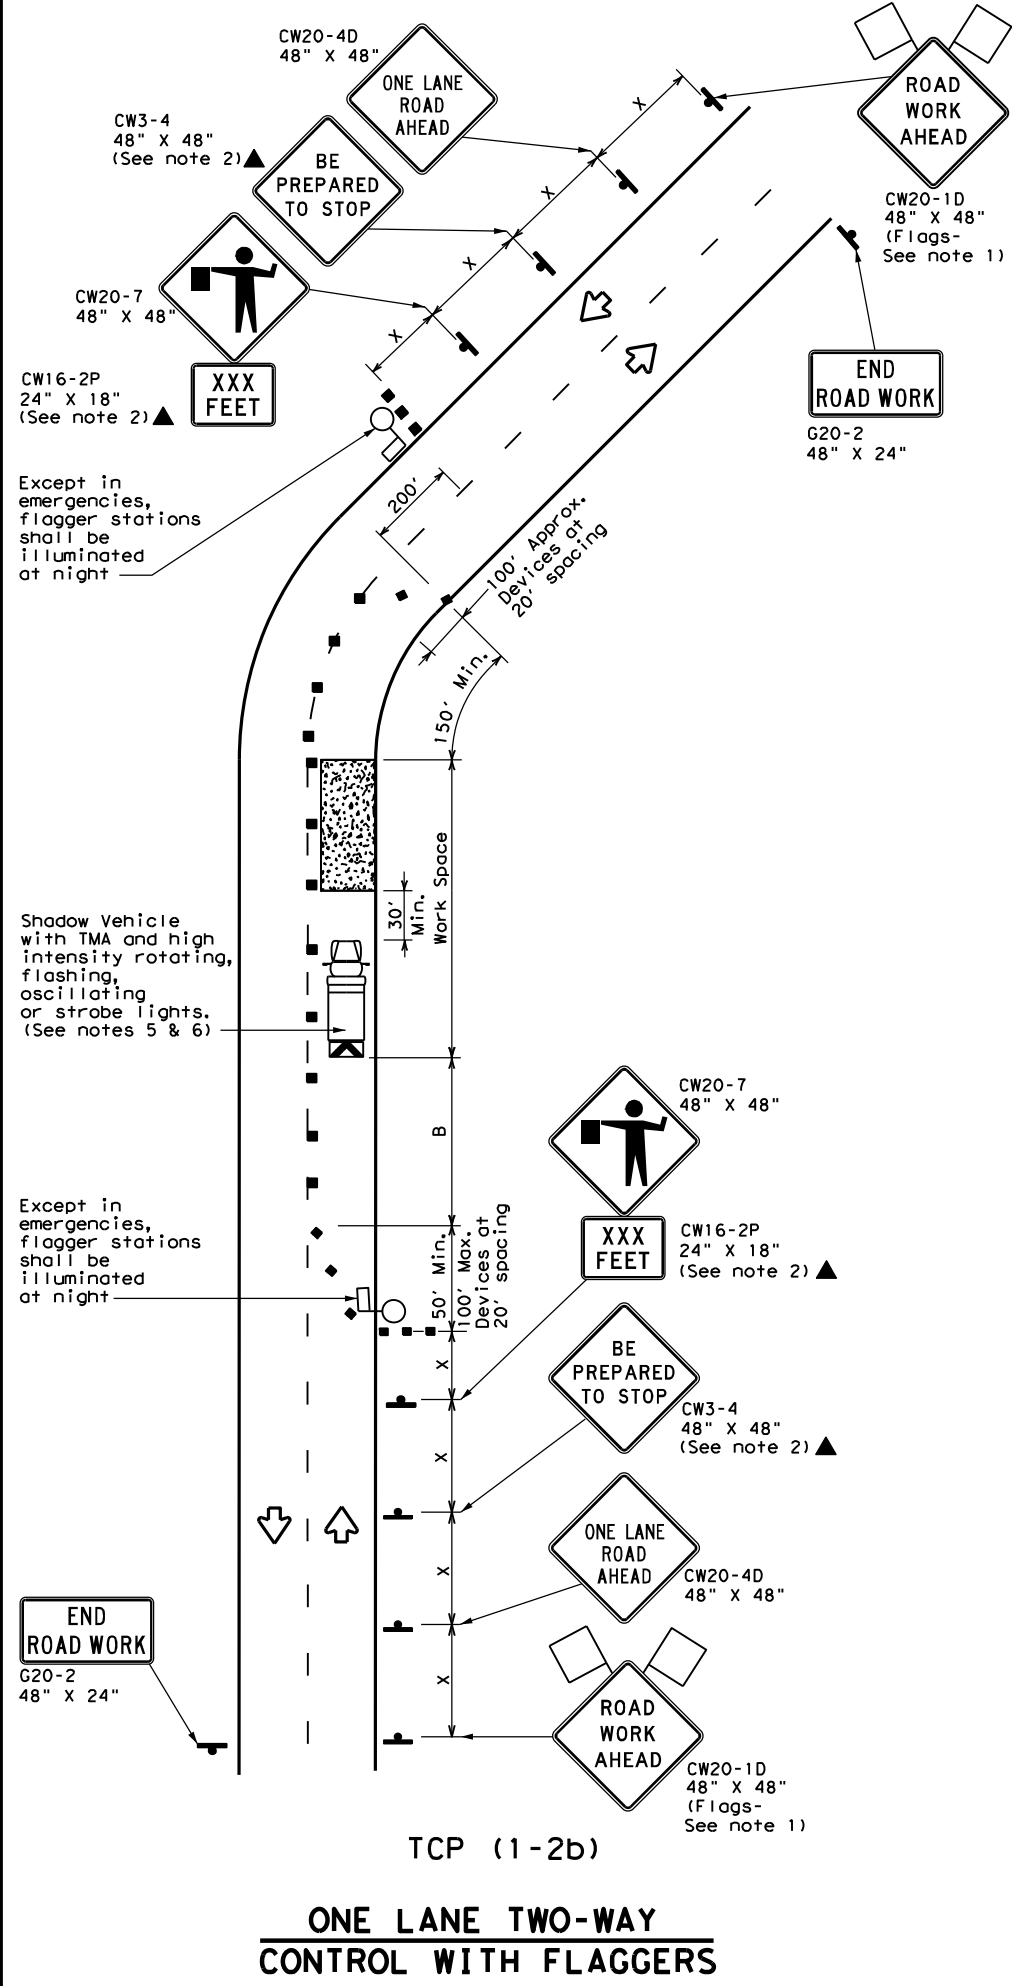 CW20-4D
48" X 48"
ONE LANE
ROAD
AHEAD
ROAD
WORK
AHEAD
CW20-1D
48" X 48"
(Flags-
See note 1)
CW3-4
48" X 48"
(See note 2)
BE
PREPARED
TO STOP
X
X
X
X
CW20-7
48" X 48"
XXX
FEET
CW16-2P
24" X 18"
(See note 2)
END
ROAD WORK
G20-2
48" X 24"
Except in
emergencies,
flagger stations
shall be
illuminated
at night
200'
100' Approx.
Devices at
20' spacing
150' Min.
Work Space
30'
Min.
Shadow Vehicle
with TMA and high
intensity rotating,
flashing,
oscillating
or strobe lights.
(See notes 5 & 6)
B
CW20-7
48" X 48"
XXX
FEET
CW16-2P
24" X 18"
(See note 2)
Except in
emergencies,
flagger stations
shall be
illuminated
at night
50' Min.
100' Max.
Devices at
20' spacing
X
X
X
X
BE
PREPARED
TO STOP
CW3-4
48" X 48"
(See note 2)
ONE LANE
ROAD
AHEAD
CW20-4D
48" X 48"
END
ROAD WORK
G20-2
48" X 24"
ROAD
WORK
AHEAD
CW20-1D
48" X 48"
(Flags-
See note 1)
TCP (1-2b)
ONE LANE TWO-WAY
CONTROL WITH FLAGGERS